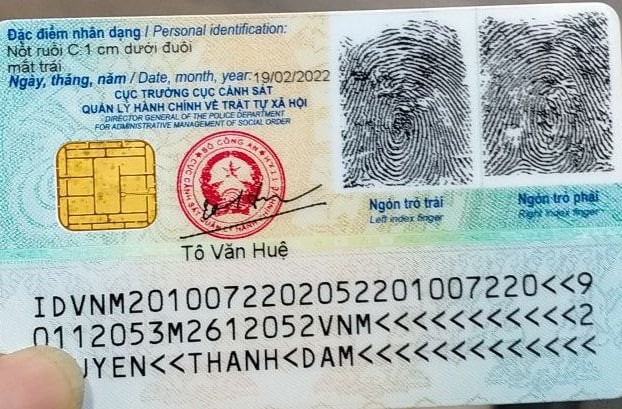 Đặc điểm nhân dạng / Personal identification:
Nốt ruồi C 1 cm dưới đuôi
mắt trái
Ngày, tháng, năm / Date, month, year: 19/02/2022
CỤC TRƯỞNG CỤC CẢNH SÁT
QUẢN LÝ HÀNH CHÍNH VỀ TRẬT TỰ XÃ HỘI
DIRECTOR GENERAL OF THE POLICE DEPARTMENT
FOR ADMINISTRATIVE MANAGEMENT OF SOCIAL ORDER
BỘ CÔNG AN
Tô Văn Huệ
Ngón trỏ trái
Left index finger
Ngón trỏ phải
Right index finger
IDVNM2010072202052201007220<<9
0112053M2612052VNM<<<<<<<<<<<2
YEN<<THANH<DAM<<<<<<<<<<<<<